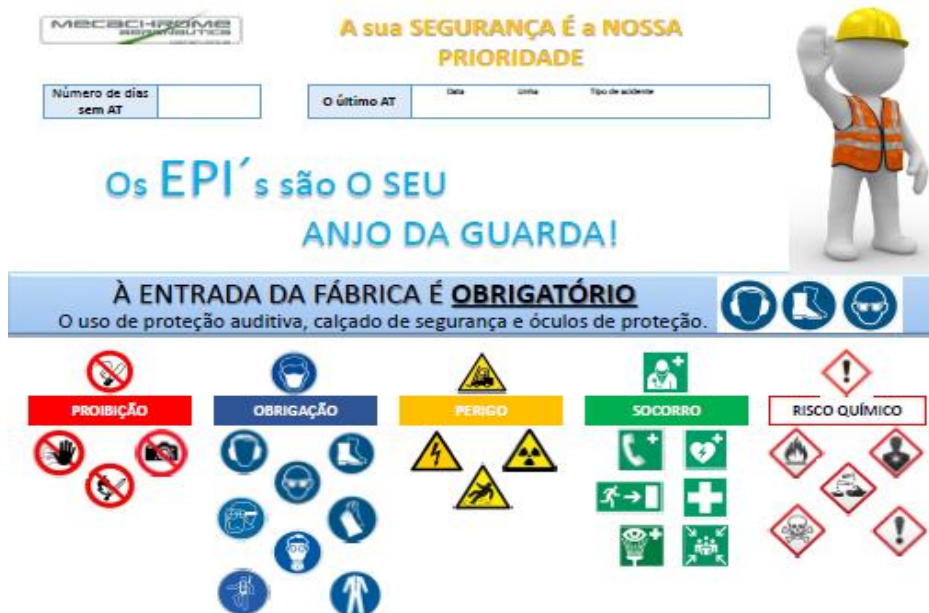 MECACHROME
AERONÁUTICA
A sua SEGURANÇA É a NOSSA
PRIORIDADE
Número de días
sem AT
O último AT
Data Linha Tipo de acidente
Os EPI´s são O SEU
ANJO DA GUARDA!
À ENTRADA DA FÁBRICA É OBRIGATÓRIO
O uso de proteção auditiva, calçado de segurança e óculos de proteção.
PROIBIÇÃO
OBRIGAÇÃO
PERIGO
SOCORRO
RISCO QUÍMICO